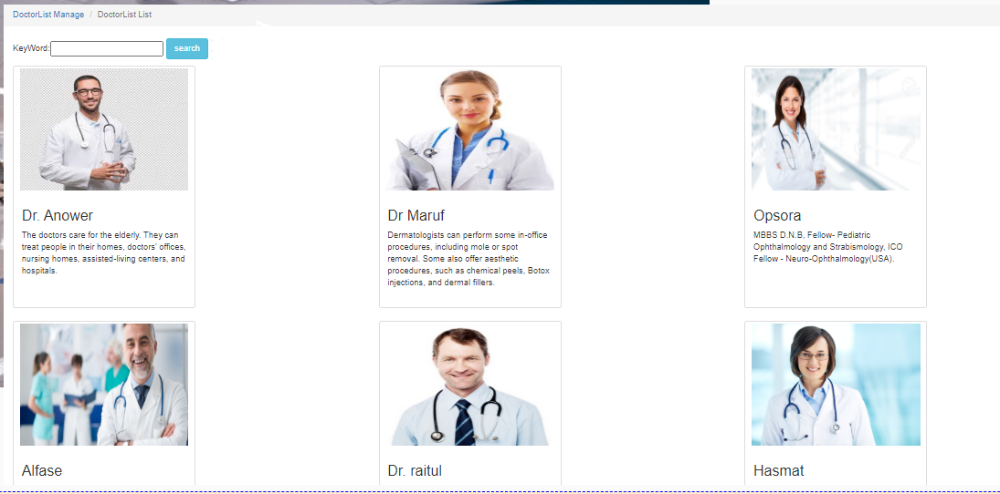 DoctorList Manage / DoctorList List
KeyWord: search
Dr. Anower
The doctors care for the elderly. They can
treat people in their homes, doctors' offices,
nursing homes, assisted-living centers, and
hospitals.
Dr Maruf
Dermatologists can perform some in-office
procedures, including mole or spot
removal. Some also offer aesthetic
procedures, such as chemical peels, Botox
injections, and dermal fillers.
Opsora
MBBS D.N.B, Fellow- Pediatric
Ophthalmology and Strabismology, ICO
Fellow - Neuro-Ophthalmology(USA).
Alfase
Dr. raitul
Hasmat